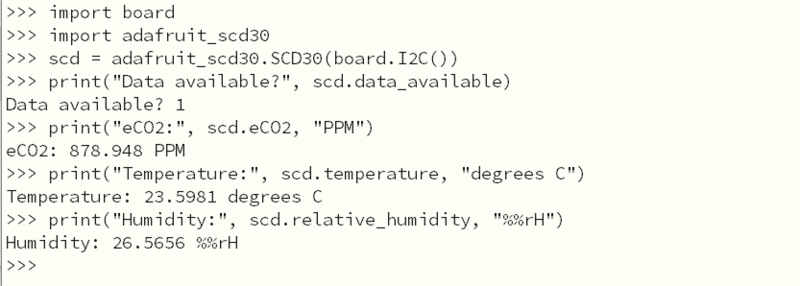 >>> import board
>>> import adafruit_scd30
>>> scd = adafruit_scd30.SCD30(board.I2C())
>>> print("Data available?", scd.data_available)
Data available? 1
>>> print("eCO2:", scd.eCO2, "PPM")
eCO2: 878.948 PPM
>>> print("Temperature:", scd.temperature, "degrees C")
Temperature: 23.5981 degrees C
>>> print("Humidity:", scd.relative_humidity, "%%rH")
Humidity: 26.5656 %%rH
>>>